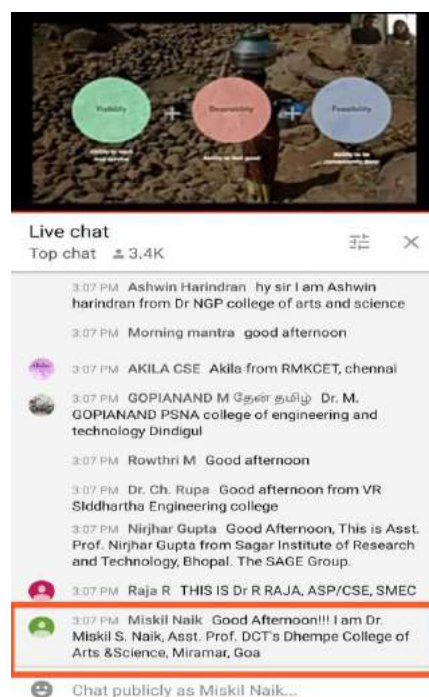 Viability
+
Desirability
+
Feasibility
Live chat
Top chat 3.4K
3:07 PM Ashwin Harindran hy sir I am Ashwin
harindran from Dr NGP college of arts and science
3:07 PM Morning mantra good afternoon
3:07 PM AKILA CSE Akila from RMKCET, chennai
3:07 PM GOPIANAND M தேன் தமிழ் Dr. M.
GOPIANAND PSNA college of engineering and
technology Dindigul
3:07 PM Rowthri M Good afternoon
3:07 PM Dr. Ch. Rupa Good afternoon from VR
SIddhartha Engineering college
3:07 PM Nirjhar Gupta Good Afternoon, This is Asst.
Prof. Nirjhar Gupta from Sagar Institute of Research
and Technology, Bhopal. The SAGE Group.
3:07 PM Raja R THIS IS Dr R RAJA, ASP/CSE, SMEC
3:07 PM Miskil Naik Good Afternoon!!! I am Dr.
Miskil S. Naik, Asst. Prof. DCT's Dhempe College of
Arts &Science, Miramar, Goa
Chat publicly as Miskil Naik...